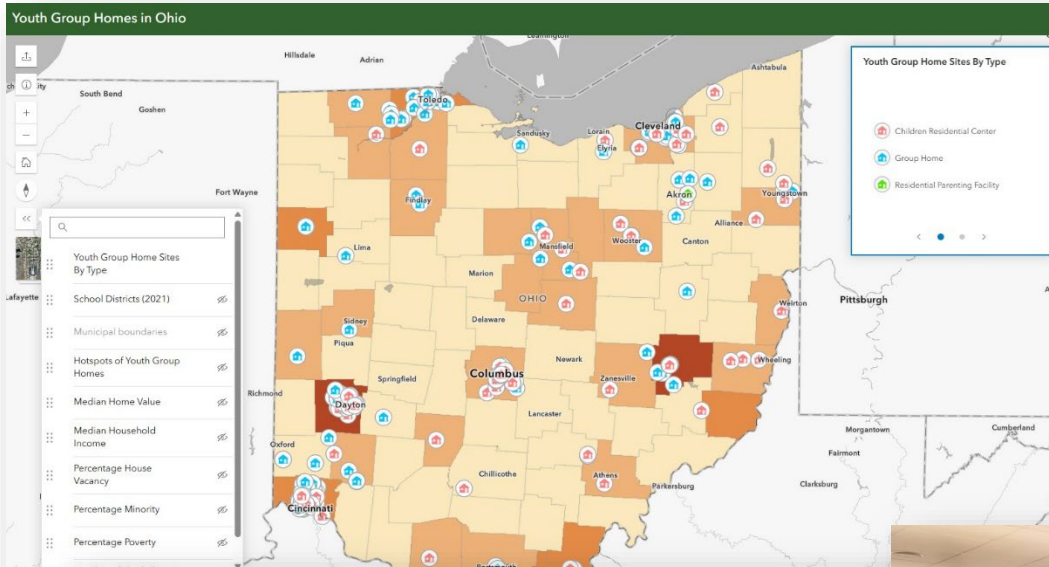 Youth Group Homes in Ohio
Youth Group Home Sites By Type
Children Residential Center
Group Home
Residential Parenting Facility
Youth Group Home Sites
By Type
School Districts (2021)
Municipal boundaries
Hotspots of Youth Group
Homes
Median Home Value
Median Household
Income
Percentage House
Vacancy
Percentage Minority
Percentage Poverty
Hillsdale
Adrian
Ashtabula
South Bend
Goshen
Toledo
Sandusky
Lorain
Cleveland
Elyria
Fort Wayne
Akron
Youngstown
Findlay
Alliance
Lima
Mansfield
Wooster
Canton
Marion
Lafayette
OHIO
Weirton
Pittsburgh
Sidney
Delaware
Piqua
Newark
Wheeling
Columbus
Zanesville
Springfield
Richmond
Dayton
Lancaster
Morgantown
Cumberland
Oxford
Fairmont
Chillicothe
Athens
Parkersburg
Clarksburg
Cincinnati